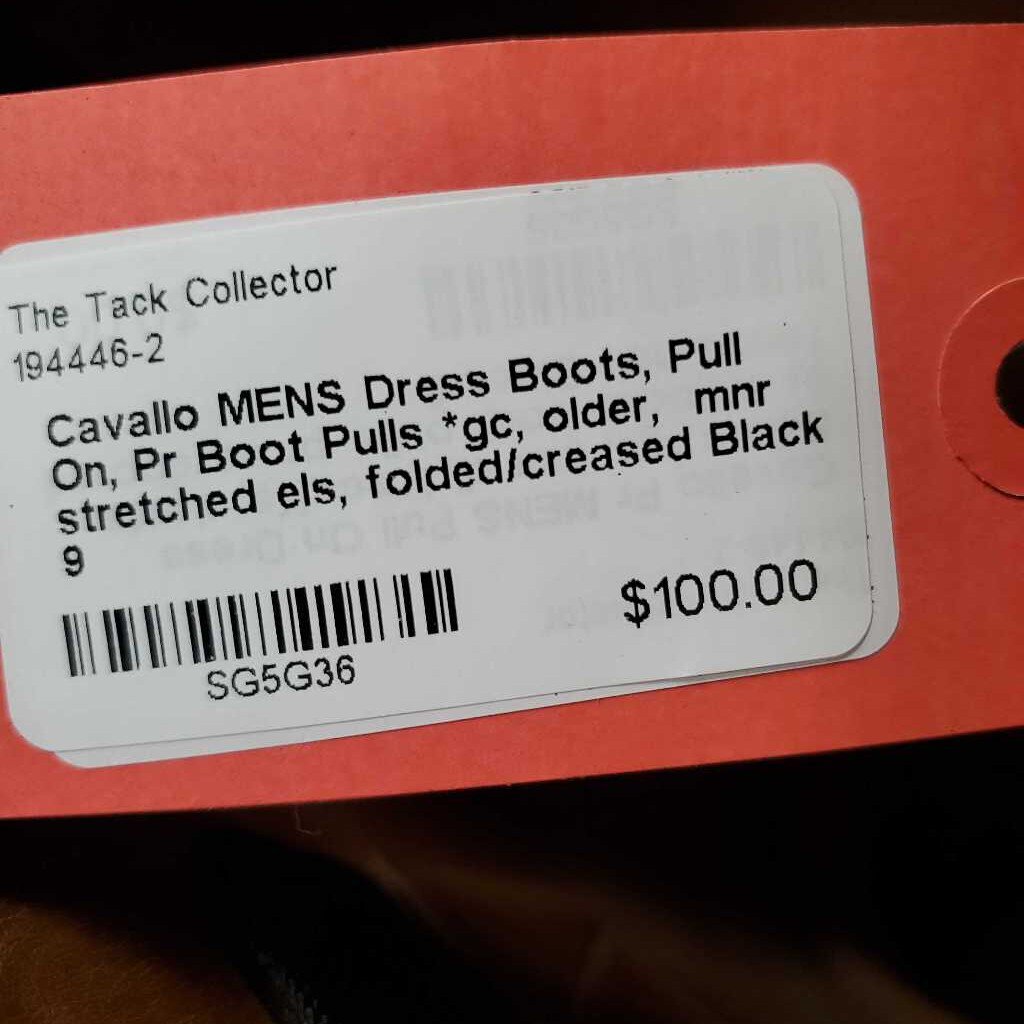 The Tack Collector
194446-2
Cavallo MENS Dress Boots, Pull
On, Pr Boot Pulls *gc, older, mnr
stretched els, folded/creased Black
9
$100.00
SG5G36